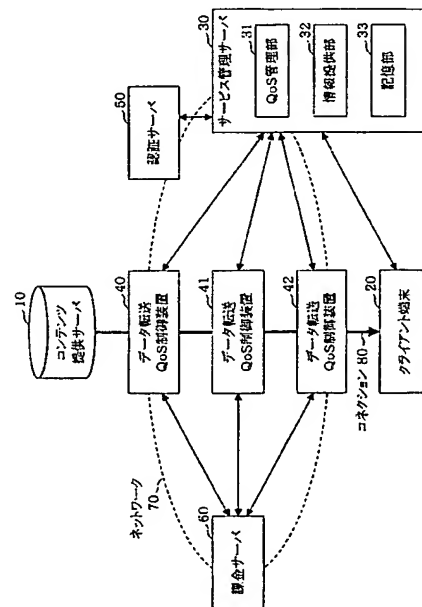 10
コンテンツ
提供サーバ
50
認証サーバ
30
サービス管理サーバ
31
QoS管理部
32
情報提供部
33
記憶部
40
データ転送
QoS制御装置
41
データ転送
QoS制御装置
42
データ転送
QoS制御装置
20
クライアント端末
コネクション 80
ネットワーク
70
60
課金サーバ